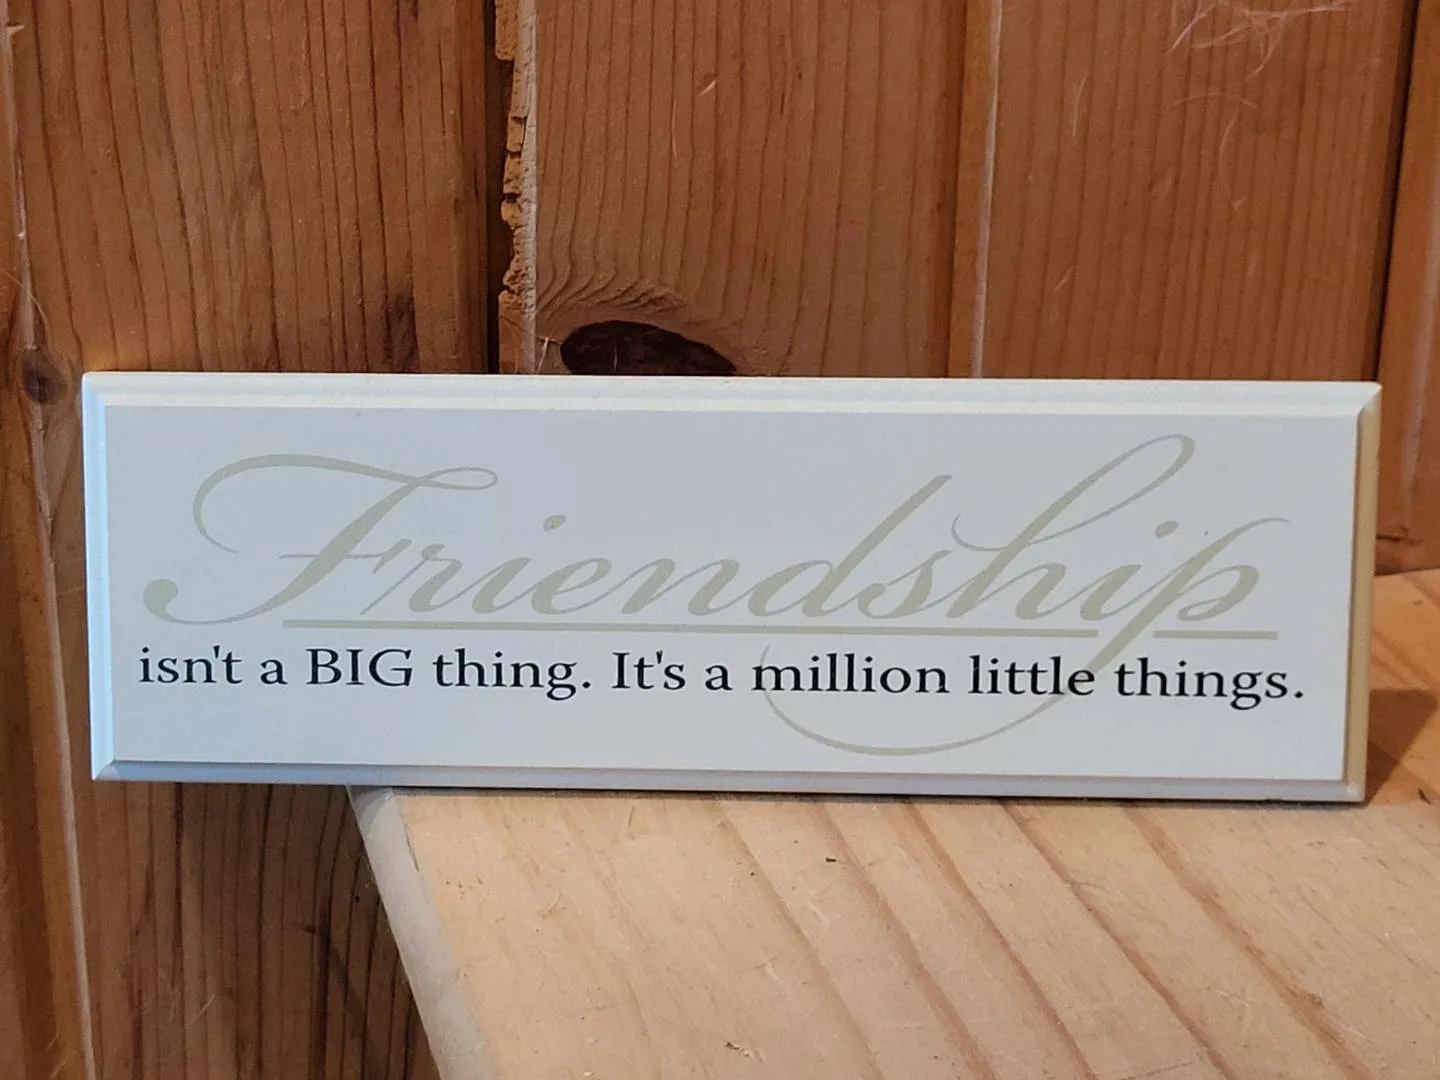 Friendship
isn't a BIG thing. It's a million little things.